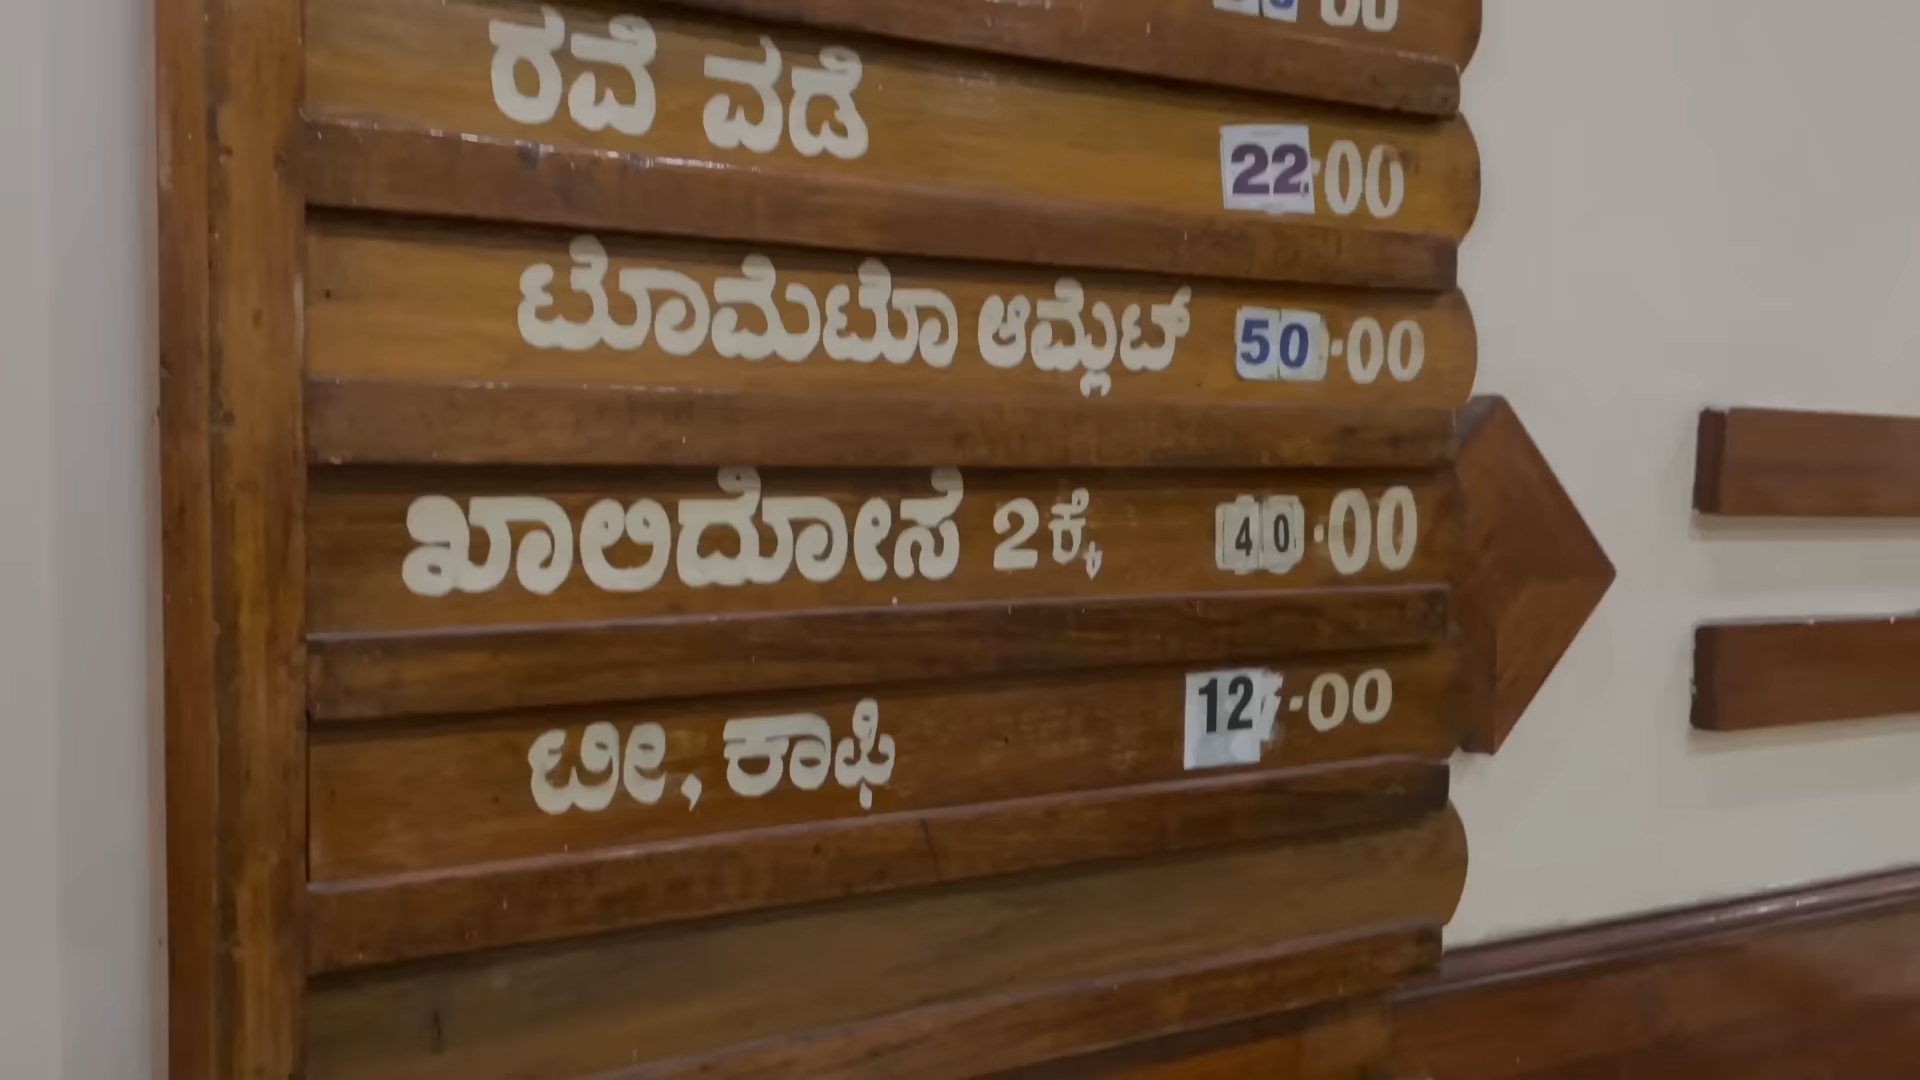 ರವೆ ವಡೆ 22.00
ಟೊಮೆಟೊ ಆಮ್ಲೆಟ್ 50.00
ಖಾಲಿದೋಸೆ 2ಕ್ಕೆ 40.00
ಟೀ, ಕಾಫಿ 12-00